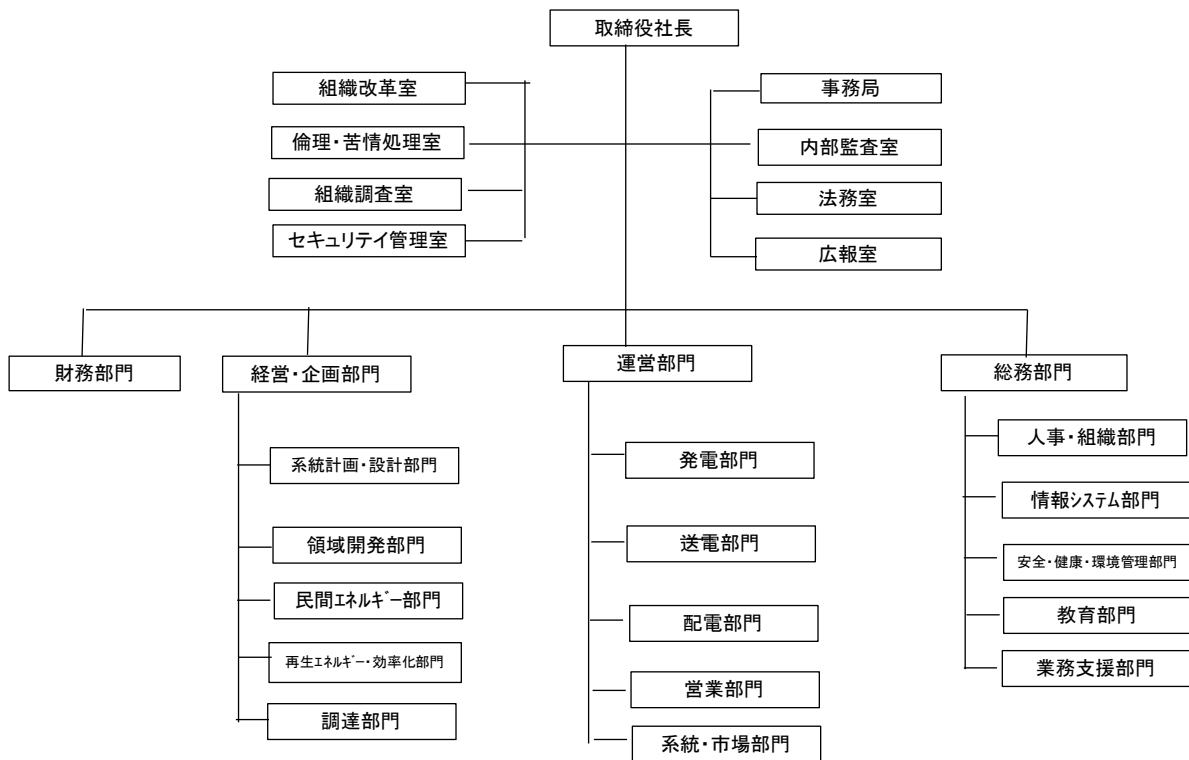 取締役社長
組織改革室
事務局
倫理・苦情処理室
内部監査室
組織調査室
法務室
セキュリテイ管理室
広報室
財務部門
経営・企画部門
運営部門
総務部門
系統計画・設計部門
領域開発部門
民間ｴﾈﾙｷﾞｰ部門
再生ｴﾈﾙｷﾞｰ・効率化部門
調達部門
発電部門
送電部門
配電部門
営業部門
系統・市場部門
人事・組織部門
情報ｼｽﾃﾑ部門
安全・健康・環境管理部門
教育部門
業務支援部門